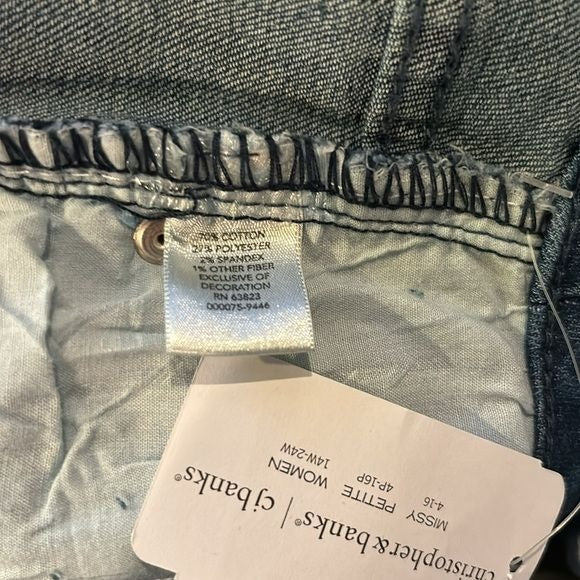 70% COTTON
27% POLYESTER
2% SPANDEX
1% OTHER FIBER
EXCLUSIVE OF
DECORATION
RN 63823
000075-9446
christopher&banks® | cjbanks®
MISSY PETITE WOMEN
4-16 4P-16P 14W-24W